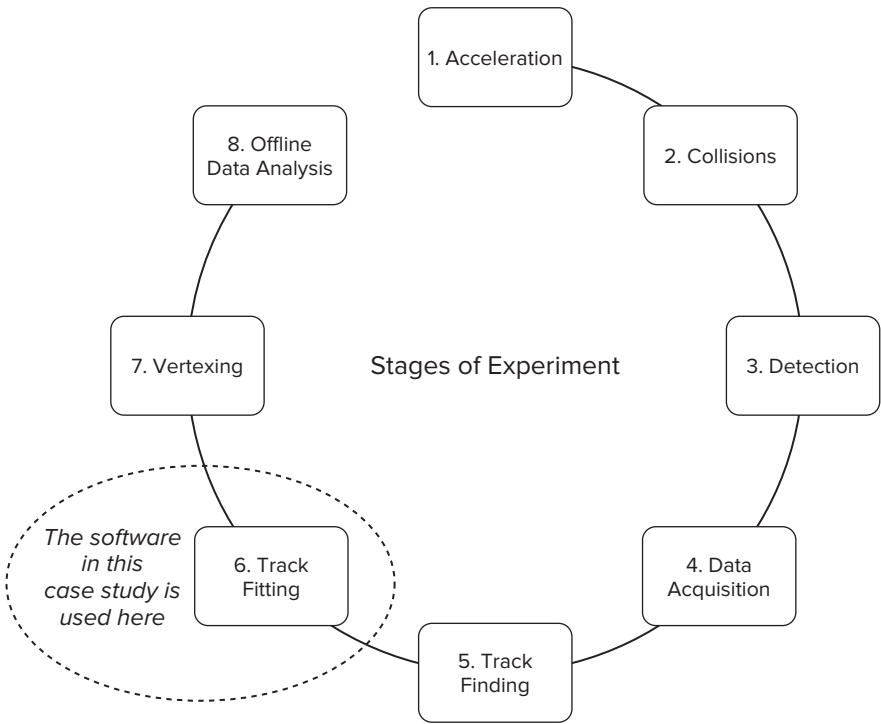 1. Acceleration
2. Collisions
3. Detection
4. Data
Acquisition
5. Track
Finding
6. Track
Fitting
7. Vertexing
8. Offline
Data Analysis
Stages of Experiment
The software
in this
case study is
used here